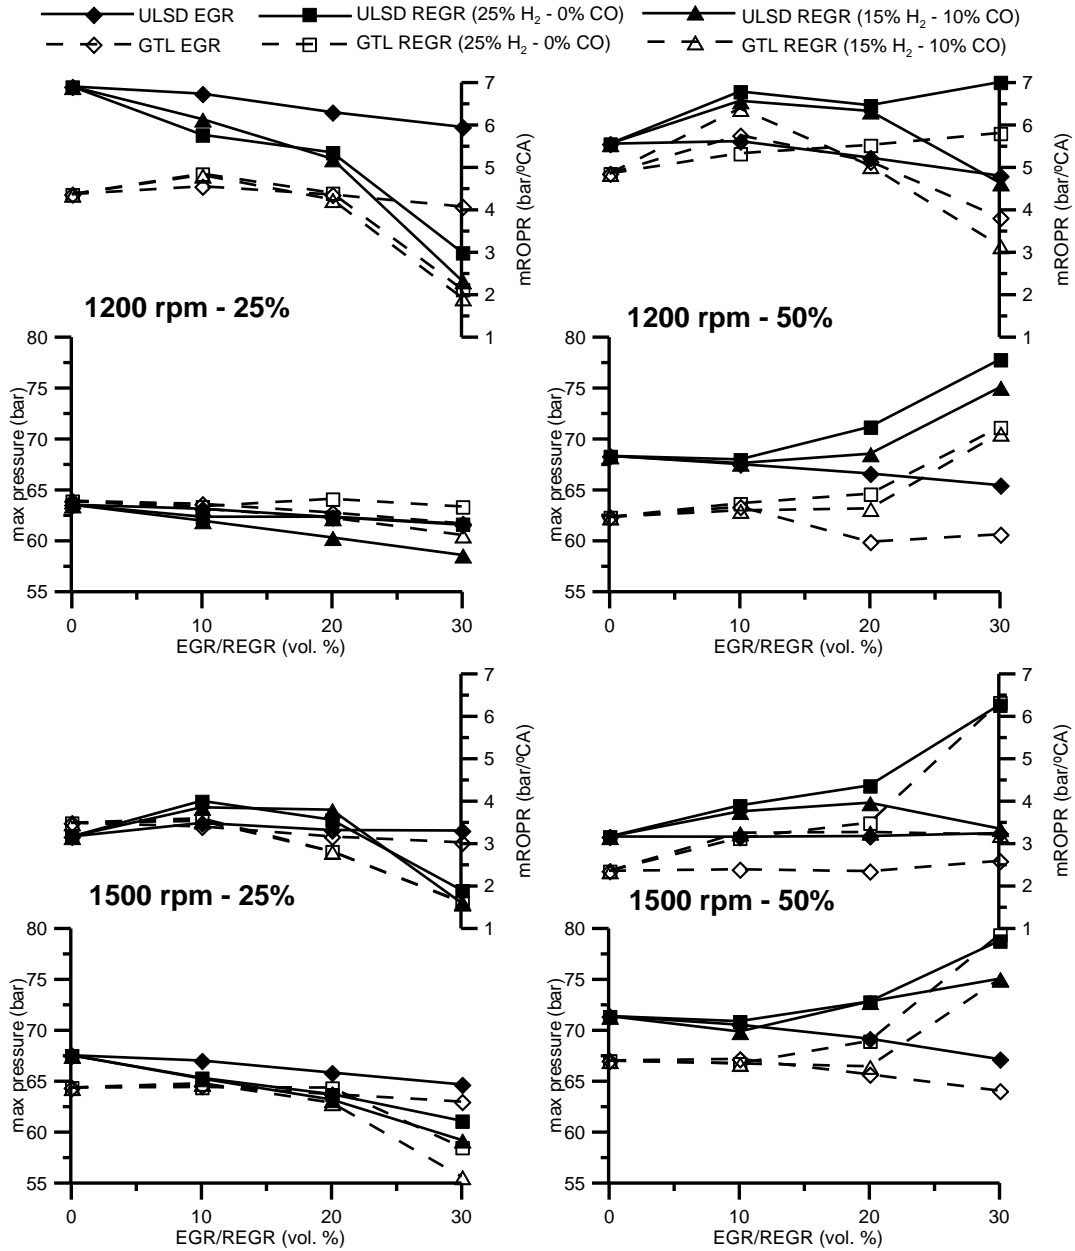 ULSD EGR ULSD REGR (25% H2 - 0% CO) ULSD REGR (15% H2 - 10% CO)
GTL EGR GTL REGR (25% H2 - 0% CO) GTL REGR (15% H2 - 10% CO)
7
6
5
4
3
2
1
mROPR (bar/ºCA)
1200 rpm - 25%
80
75
70
65
60
55
max pressure (bar)
0 10 20 30
EGR/REGR (vol. %)
7
6
5
4
3
2
1
mROPR (bar/ºCA)
1200 rpm - 50%
80
75
70
65
60
55
max pressure (bar)
0 10 20 30
EGR/REGR (vol. %)
7
6
5
4
3
2
1
mROPR (bar/ºCA)
1500 rpm - 25%
80
75
70
65
60
55
max pressure (bar)
0 10 20 30
EGR/REGR (vol. %)
7
6
5
4
3
2
1
mROPR (bar/ºCA)
1500 rpm - 50%
80
75
70
65
60
55
max pressure (bar)
0 10 20 30
EGR/REGR (vol. %)